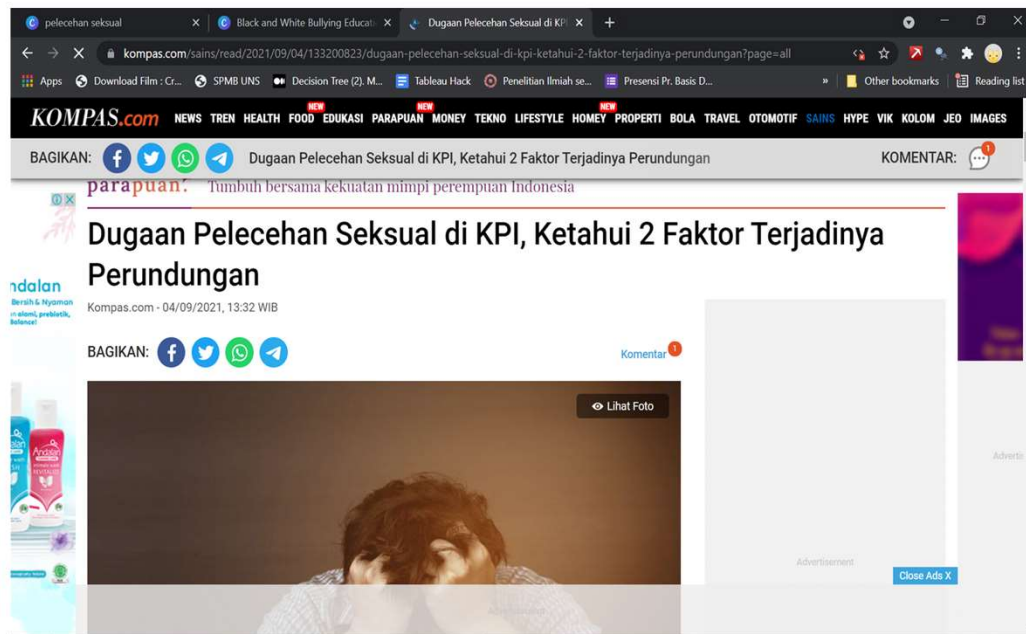 pelecehan seksual
Black and White Bullying Educati
Dugaan Pelecehan Seksual di KPI
kompas.com/sains/read/2021/09/04/133200823/dugaan-pelecehan-seksual-di-kpi-ketahui-2-faktor-terjadinya-perundungan?page=all
Apps Download Film : Cr... SPMB UNS Decision Tree (2). M... Tableau Hack Penelitian Ilmiah se... Presensi Pr. Basis D... » Other bookmarks Reading list
NEW NEW NEW
KOMPAS.com NEWS TREN HEALTH FOOD EDUKASI PARAPUAN MONEY TEKNO LIFESTYLE HOMEY PROPERTI BOLA TRAVEL OTOMOTIF SAINS HYPE VIK KOLOM JEO IMAGES
BAGIKAN: Dugaan Pelecehan Seksual di KPI, Ketahui 2 Faktor Terjadinya Perundungan KOMENTAR: 1
parapuan. Tumbuh bersama kekuatan mimpi perempuan Indonesia
Dugaan Pelecehan Seksual di KPI, Ketahui 2 Faktor Terjadinya
Perundungan
ndalan
Bersih & Nyaman
Kompas.com - 04/09/2021, 13:32 WIB
BAGIKAN: Komentar 1
Lihat Foto
Andalan
Adverti
Advertisement
Close Ads X
Advertisement